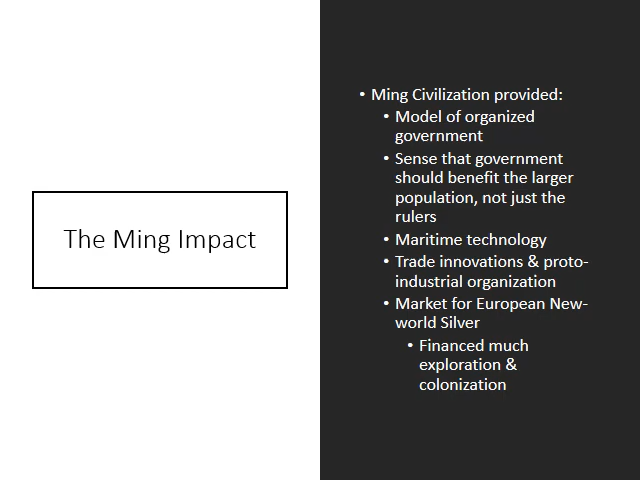 The Ming Impact
• Ming Civilization provided:
• Model of organized
government
• Sense that government
should benefit the larger
population, not just the
rulers
• Maritime technology
• Trade innovations & proto-
industrial organization
• Market for European New-
world Silver
• Financed much
exploration &
colonization